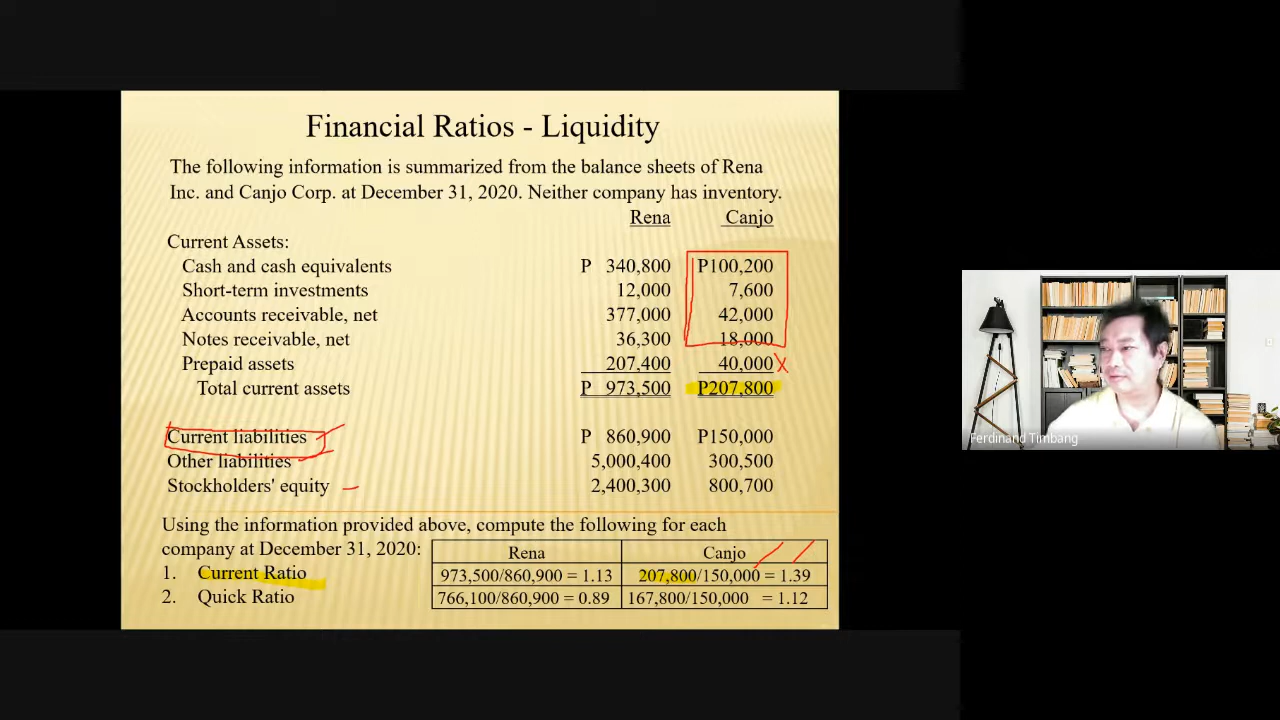 Financial Ratios - Liquidity
The following information is summarized from the balance sheets of Rena
Inc. and Canjo Corp. at December 31, 2020. Neither company has inventory.
Rena Canjo
Current Assets:
Cash and cash equivalents P 340,800 P100,200
Short-term investments 12,000 7,600
Accounts receivable, net 377,000 42,000
Notes receivable, net 36,300 18,000
Prepaid assets 207,400 40,000 X
Total current assets P 973,500 P207,800
Current liabilities P 860,900 P150,000
Other liabilities 5,000,400 300,500
Stockholders' equity 2,400,300 800,700
Using the information provided above, compute the following for each
company at December 31, 2020:
Rena Canjo
1. Current Ratio 973,500/860,900 = 1.13 207,800/150,000 = 1.39
2. Quick Ratio 766,100/860,900 = 0.89 167,800/150,000 = 1.12
Ferdinand Timbang